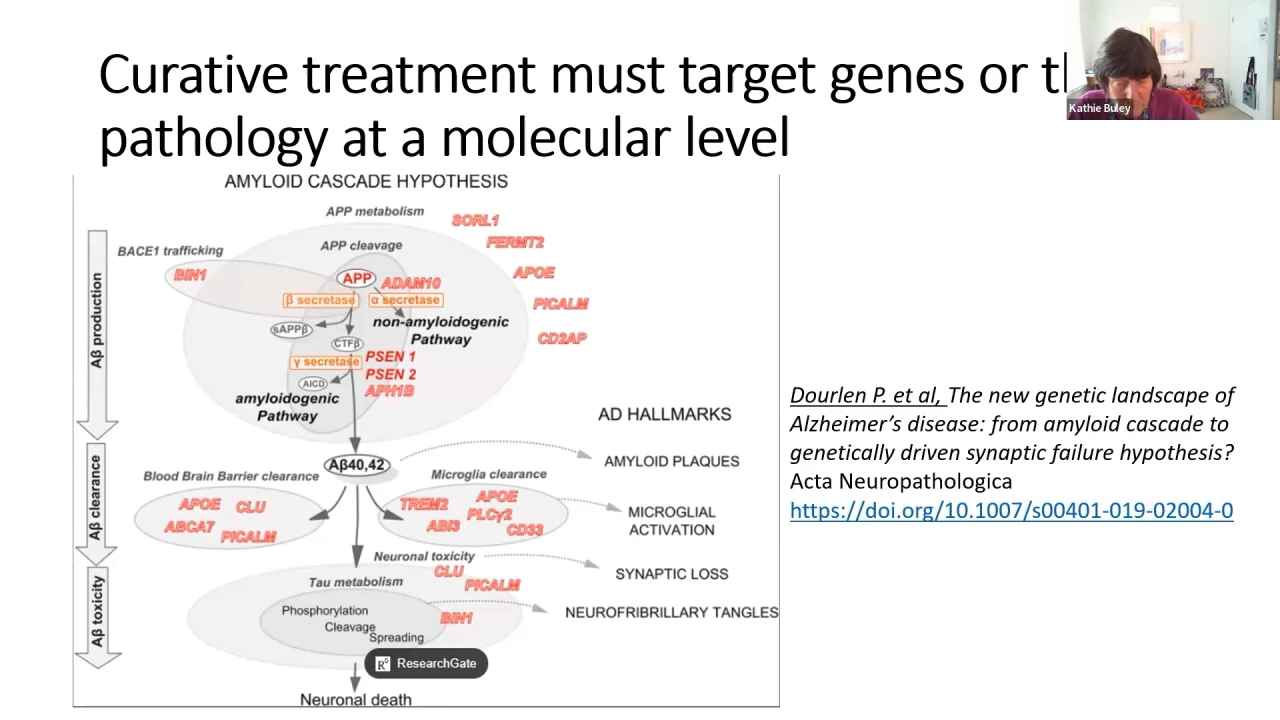 Curative treatment must target genes or t
pathology at a molecular level
Kathie Buley
AMYLOID CASCADE HYPOTHESIS
APP metabolism
SORL1
FERMT2
BACE1 trafficking
APP cleavage
BIN1
APP
ADAM10
APOE
β secretase
α secretase
PICALM
sAPPβ
non-amyloidogenic
Pathway
CTFβ
CD2AP
γ secretase
PSEN 1
PSEN 2
AICD
APH1B
amyloidogenic
Pathway
Aβ production
AD HALLMARKS
Aβ40,42
AMYLOID PLAQUES
Blood Brain Barrier clearance
Microglia clearance
APOE
CLU
ABCA7
PICALM
TREM2
APOE
PLCγ2
ABI3
CD33
MICROGLIAL
ACTIVATION
Aβ clearance
Neuronal toxicity
CLU
PICALM
SYNAPTIC LOSS
Tau metabolism
Phosphorylation
Cleavage
Spreading
BIN1
NEUROFRIBRILLARY TANGLES
Aβ toxicity
ResearchGate
Neuronal death
Dourlen P. et al, The new genetic landscape of
Alzheimer’s disease: from amyloid cascade to
genetically driven synaptic failure hypothesis?
Acta Neuropathologica
https://doi.org/10.1007/s00401-019-02004-0